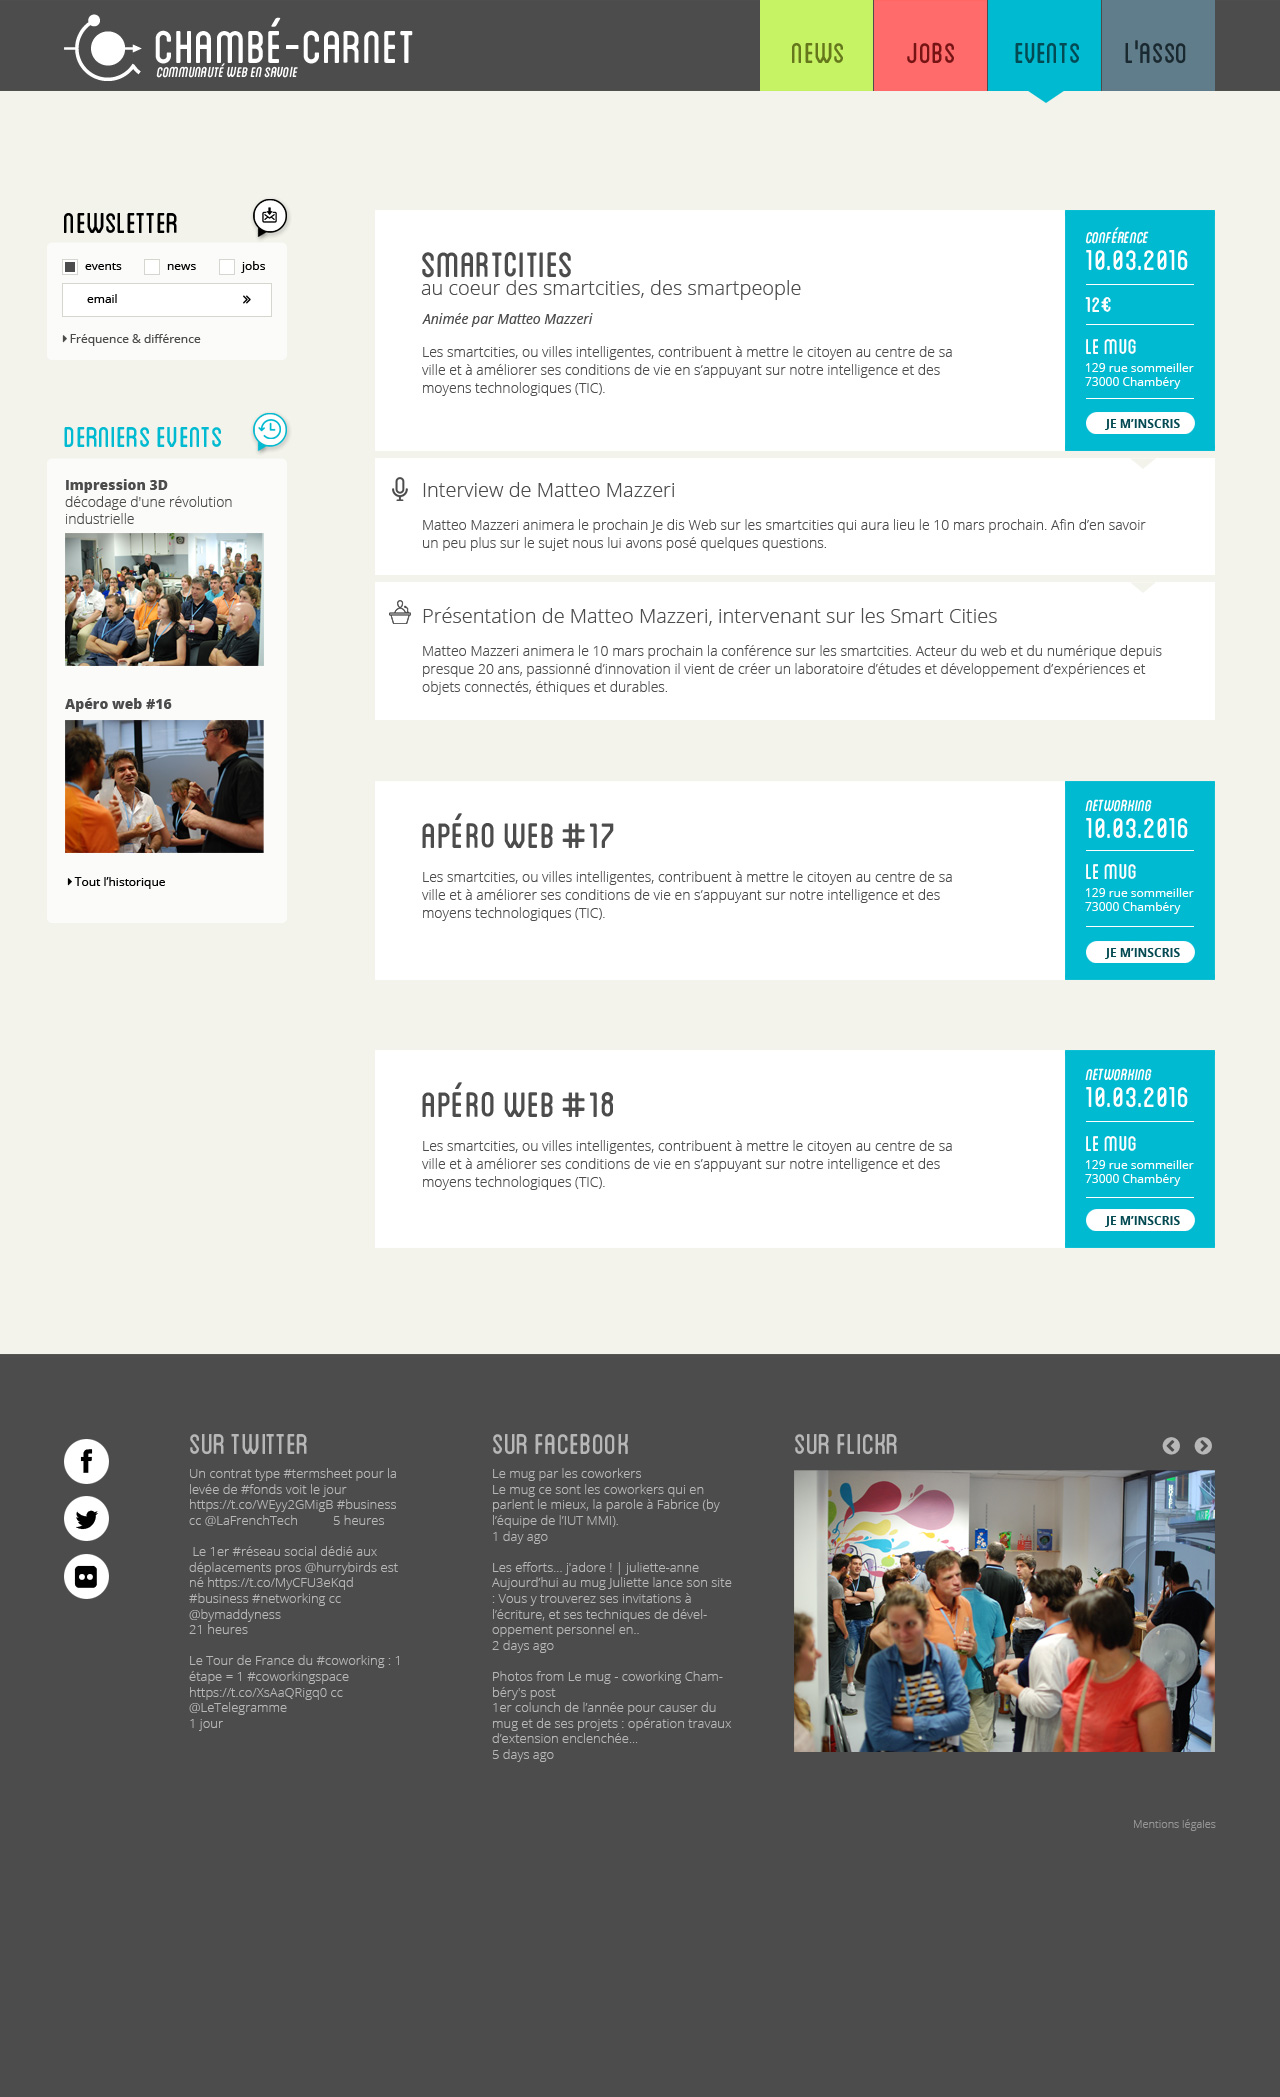 CHAMBÉ-CARNET
COMMUNAUTÉ WEB EN SAVOIE
NEWS
JOBS
EVENTS
L'ASSO
NEWSLETTER
events
news
jobs
email
Fréquence & différence
DERNIERS EVENTS
Impression 3D
décodage d'une révolution
industrielle
Apéro web #16
Tout l’historique
SMARTCITIES
au coeur des smartcities, des smartpeople
Animée par Matteo Mazzeri
Les smartcities, ou villes intelligentes, contribuent à mettre le citoyen au centre de sa
ville et à améliorer ses conditions de vie en s’appuyant sur notre intelligence et des
moyens technologiques (TIC).
CONFÉRENCE
10.03.2016
12€
LE MUG
129 rue sommeiller
73000 Chambéry
JE M’INSCRIS
Interview de Matteo Mazzeri
Matteo Mazzeri animera le prochain Je dis Web sur les smartcities qui aura lieu le 10 mars prochain. Afin d’en savoir
un peu plus sur le sujet nous lui avons posé quelques questions.
Présentation de Matteo Mazzeri, intervenant sur les Smart Cities
Matteo Mazzeri animera le 10 mars prochain la conférence sur les smartcities. Acteur du web et du numérique depuis
presque 20 ans, passionné d’innovation il vient de créer un laboratoire d’études et développement d’expériences et
objets connectés, éthiques et durables.
APÉRO WEB #17
Les smartcities, ou villes intelligentes, contribuent à mettre le citoyen au centre de sa
ville et à améliorer ses conditions de vie en s’appuyant sur notre intelligence et des
moyens technologiques (TIC).
NETWORKING
10.03.2016
LE MUG
129 rue sommeiller
73000 Chambéry
JE M’INSCRIS
APÉRO WEB #18
Les smartcities, ou villes intelligentes, contribuent à mettre le citoyen au centre de sa
ville et à améliorer ses conditions de vie en s’appuyant sur notre intelligence et des
moyens technologiques (TIC).
NETWORKING
10.03.2016
LE MUG
129 rue sommeiller
73000 Chambéry
JE M’INSCRIS
SUR TWITTER
Un contrat type #termsheet pour la
levée de #fonds voit le jour
https://t.co/WEyy2GMigB #business
cc @LaFrenchTech 5 heures
Le 1er #réseau social dédié aux
déplacements pros @hurrybirds est
né https://t.co/MyCFU3eKqd
#business #networking cc
@bymaddyness
21 heures
Le Tour de France du #coworking : 1
étape = 1 #coworkingspace
https://t.co/XsAaQRigq0 cc
@LeTelegramme
1 jour
SUR FACEBOOK
Le mug par les coworkers
Le mug ce sont les coworkers qui en
parlent le mieux, la parole à Fabrice (by
l’équipe de l’IUT MMI).
1 day ago
Les efforts... j’adore ! | juliette-anne
Aujourd’hui au mug Juliette lance son site
: Vous y trouverez ses invitations à
l’écriture, et ses techniques de dével-
oppement personnel en..
2 days ago
Photos from Le mug - coworking Cham-
béry's post
1er colunch de l’année pour causer du
mug et de ses projets : opération travaux
d’extension enclenchée...
5 days ago
SUR FLICKR
Mentions légales